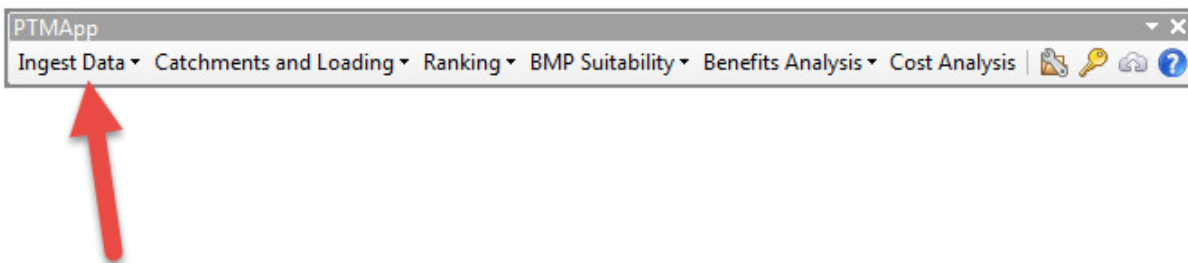 PTMApp
Ingest Data Catchments and Loading Ranking BMP Suitability Benefits Analysis Cost Analysis ?